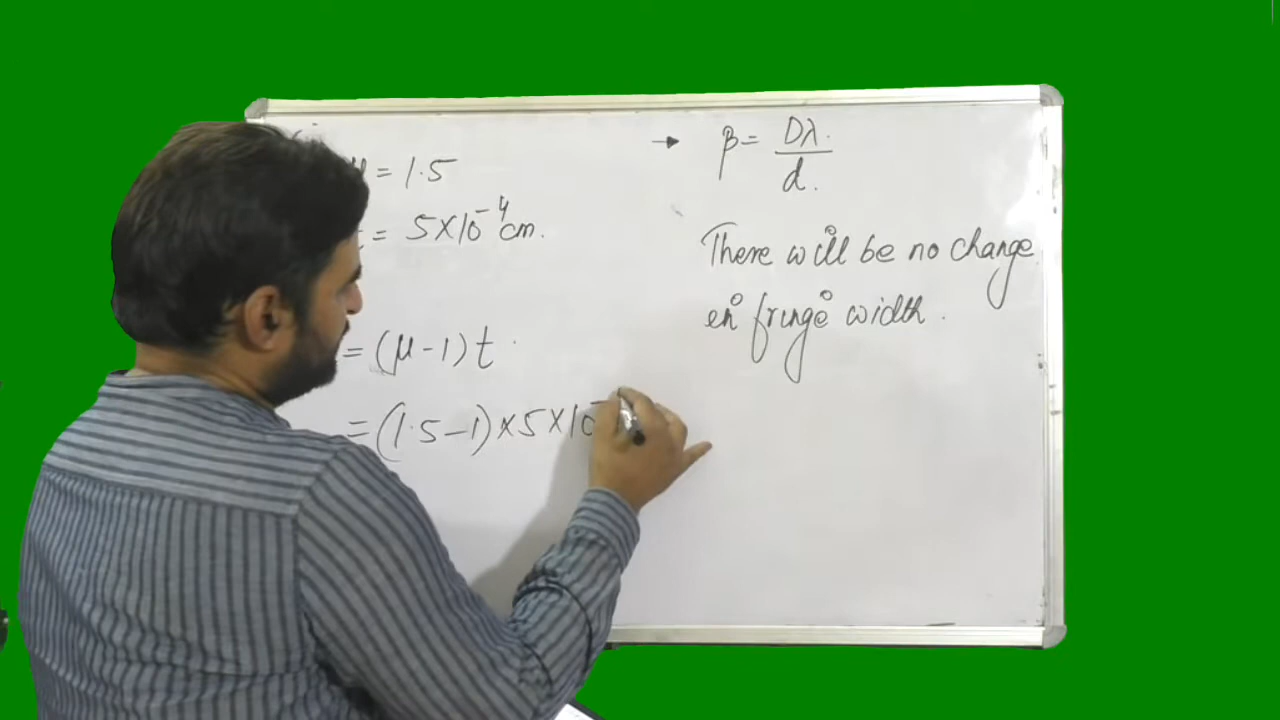 μ = 1.5
t = 5×10⁻⁴ cm.
= (μ - 1) t
= (1.5 - 1) × 5 × 10⁻
→ β = Dλ / d.
There will be no change
in fringe width.